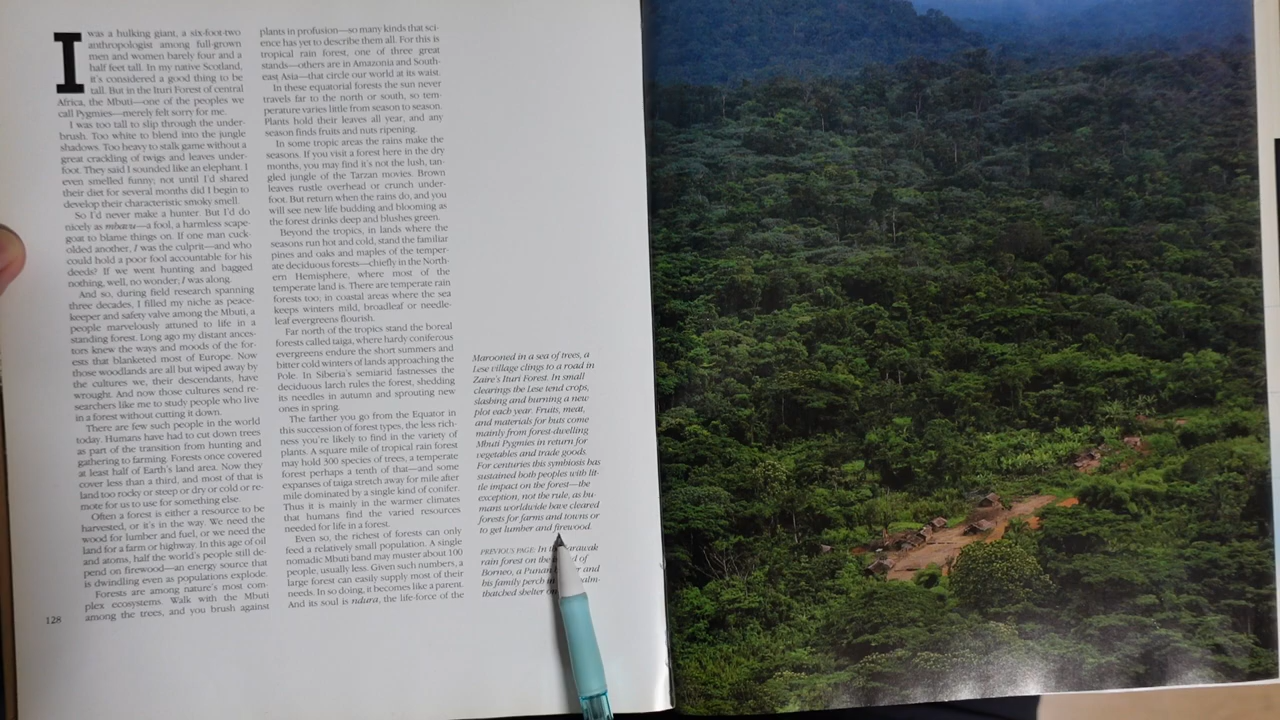 I was a hulking giant, a six-foot-two
anthropologist among full-grown
men and women barely four and a
half feet tall. In my native Scotland,
it's considered a good thing to be
tall. But in the Ituri Forest of central
Africa, the Mbuti—one of the peoples we
call Pygmies—merely felt sorry for me.
I was too tall to slip through the under-
brush. Too white to blend into the jungle
shadows. Too heavy to stalk game without a
great crackling of twigs and leaves under-
foot. They said I sounded like an elephant. I
even smelled funny; not until I'd shared
their diet for several months did I begin to
develop their characteristic smoky smell.
So I'd never make a hunter. But I'd do
nicely as mbawu—a fool, a harmless scape-
goat to blame things on. If one man cuck-
olded another, I was the culprit—and who
could hold a poor fool accountable for his
deeds? If we went hunting and bagged
nothing, well, no wonder; I was along.
And so, during field research spanning
three decades, I filled my niche as peace-
keeper and safety valve among the Mbuti, a
people marvelously attuned to life in a
standing forest. Long ago my distant ances-
tors knew the ways and moods of the for-
ests that blanketed most of Europe. Now
those woodlands are all but wiped away by
the cultures we, their descendants, have
wrought. And now those cultures send re-
searchers like me to study people who live
in a forest without cutting it down.
There are few such people in the world
today. Humans have had to cut down trees
as part of the transition from hunting and
gathering to farming. Forests once covered
at least half of Earth's land area. Now they
cover less than a third, and most of that is
land too rocky or steep or dry or cold or re-
mote for us to use for something else.
Often a forest is either a resource to be
harvested, or it's in the way. We need the
wood for lumber and fuel, or we need the
land for a farm or highway. In this age of oil
and atoms, half the world's people still de-
pend on firewood—an energy source that
is dwindling even as populations explode.
Forests are among nature's most com-
plex ecosystems. Walk with the Mbuti
among the trees, and you brush against
128
plants in profusion—so many kinds that sci-
ence has yet to describe them all. For this is
tropical rain forest, one of three great
stands—others are in Amazonia and South-
east Asia—that circle our world at its waist.
In these equatorial forests the sun never
travels far to the north or south, so tem-
perature varies little from season to season.
Plants hold their leaves all year, and any
season finds fruits and nuts ripening.
In some tropic areas the rains make the
seasons. If you visit a forest here in the dry
months, you may find it's not the lush, tan-
gled jungle of the Tarzan movies. Brown
leaves rustle overhead or crunch under-
foot. But return when the rains do, and you
will see new life budding and blooming as
the forest drinks deep and blushes green.
Beyond the tropics, in lands where the
seasons run hot and cold, stand the familiar
pines and oaks and maples of the temper-
ate deciduous forests—chiefly in the North-
ern Hemisphere, where most of the
temperate land is. There are temperate rain
forests too; in coastal areas where the sea
keeps winters mild, broadleaf or needle-
leaf evergreens flourish.
Far north of the tropics stand the boreal
forests called taiga, where hardy coniferous
evergreens endure the short summers and
bitter cold winters of lands approaching the
Pole. In Siberia's semiarid fastnesses the
deciduous larch rules the forest, shedding
its needles in autumn and sprouting new
ones in spring.
The farther you go from the Equator in
this succession of forest types, the less rich-
ness you're likely to find in the variety of
plants. A square mile of tropical rain forest
may hold 300 species of trees, a temperate
forest perhaps a tenth of that—and some
expanses of taiga stretch away for mile after
mile dominated by a single kind of conifer.
Thus it is mainly in the warmer climates
that humans find the varied resources
needed for life in a forest.
Even so, the richest of forests can only
feed a relatively small population. A single
nomadic Mbuti band may muster about 100
people, usually less. Given such numbers, a
large forest can easily supply most of their
needs. In so doing, it becomes like a parent.
And its soul is ndura, the life-force of the
Marooned in a sea of trees, a
Lese village clings to a road in
Zaire's Ituri Forest. In small
clearings the Lese tend crops,
slashing and burning a new
plot each year. Fruits, meat,
and materials for huts come
mainly from forest-dwelling
Mbuti Pygmies in return for
vegetables and trade goods.
For centuries this symbiosis has
sustained both peoples with lit-
tle impact on the forest—the
exception, not the rule, as hu-
mans worldwide have cleared
forests for farms and towns or
to get lumber and firewood.
PREVIOUS PAGE: In
rain forest on the of
Borneo, a Punan and
his family perch in
thatched shelter